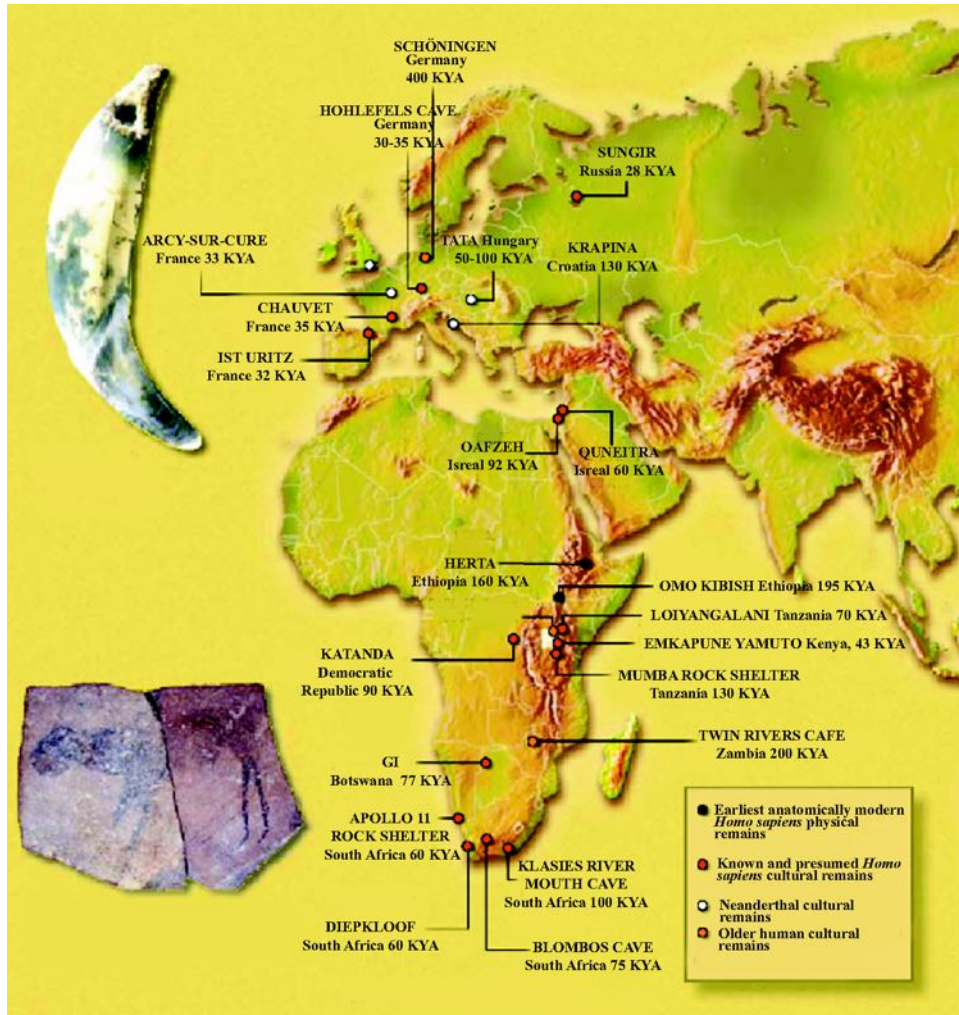 SCHÖNINGEN
Germany
400 KYA
HOHLEFELS CAVE
Germany
30-35 KYA
SUNGIR
Russia 28 KYA
ARCY-SUR-CURE
France 33 KYA
TATA Hungary
50-100 KYA
KRAPINA
Croatia 130 KYA
CHAUVET
France 35 KYA
IST URITZ
France 32 KYA
OAFZEH
Isreal 92 KYA
QUNEITRA
Isreal 60 KYA
HERTA
Ethiopia 160 KYA
OMO KIBISH Ethiopia 195 KYA
LOIYANGALANI Tanzania 70 KYA
EMKAPUNE YAMUTO Kenya, 43 KYA
KATANDA
Democratic
Republic 90 KYA
MUMBA ROCK SHELTER
Tanzania 130 KYA
TWIN RIVERS CAFE
Zambia 200 KYA
GI
Botswana 77 KYA
APOLLO 11
ROCK SHELTER
South Africa 60 KYA
KLASIES RIVER
MOUTH CAVE
South Africa 100 KYA
DIEPKLOOF
South Africa 60 KYA
BLOMBOS CAVE
South Africa 75 KYA
Earliest anatomically modern
Homo sapiens physical
remains
Known and presumed Homo
sapiens cultural remains
Neanderthal cultural
remains
Older human cultural
remains